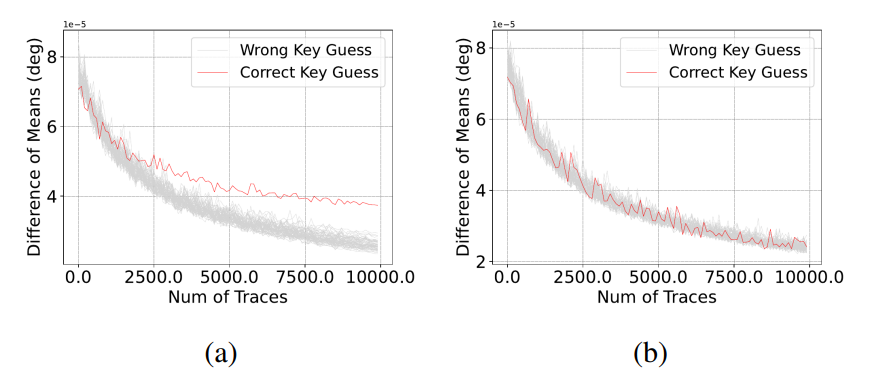 1e−5
8
6
4
Difference of Means (deg)
Wrong Key Guess
Correct Key Guess
0.0 2500.0 5000.0 7500.0 10000.0
Num of Traces
(a)
1e−5
8
6
4
2
Difference of Means (deg)
Wrong Key Guess
Correct Key Guess
0.0 2500.0 5000.0 7500.0 10000.0
Num of Traces
(b)